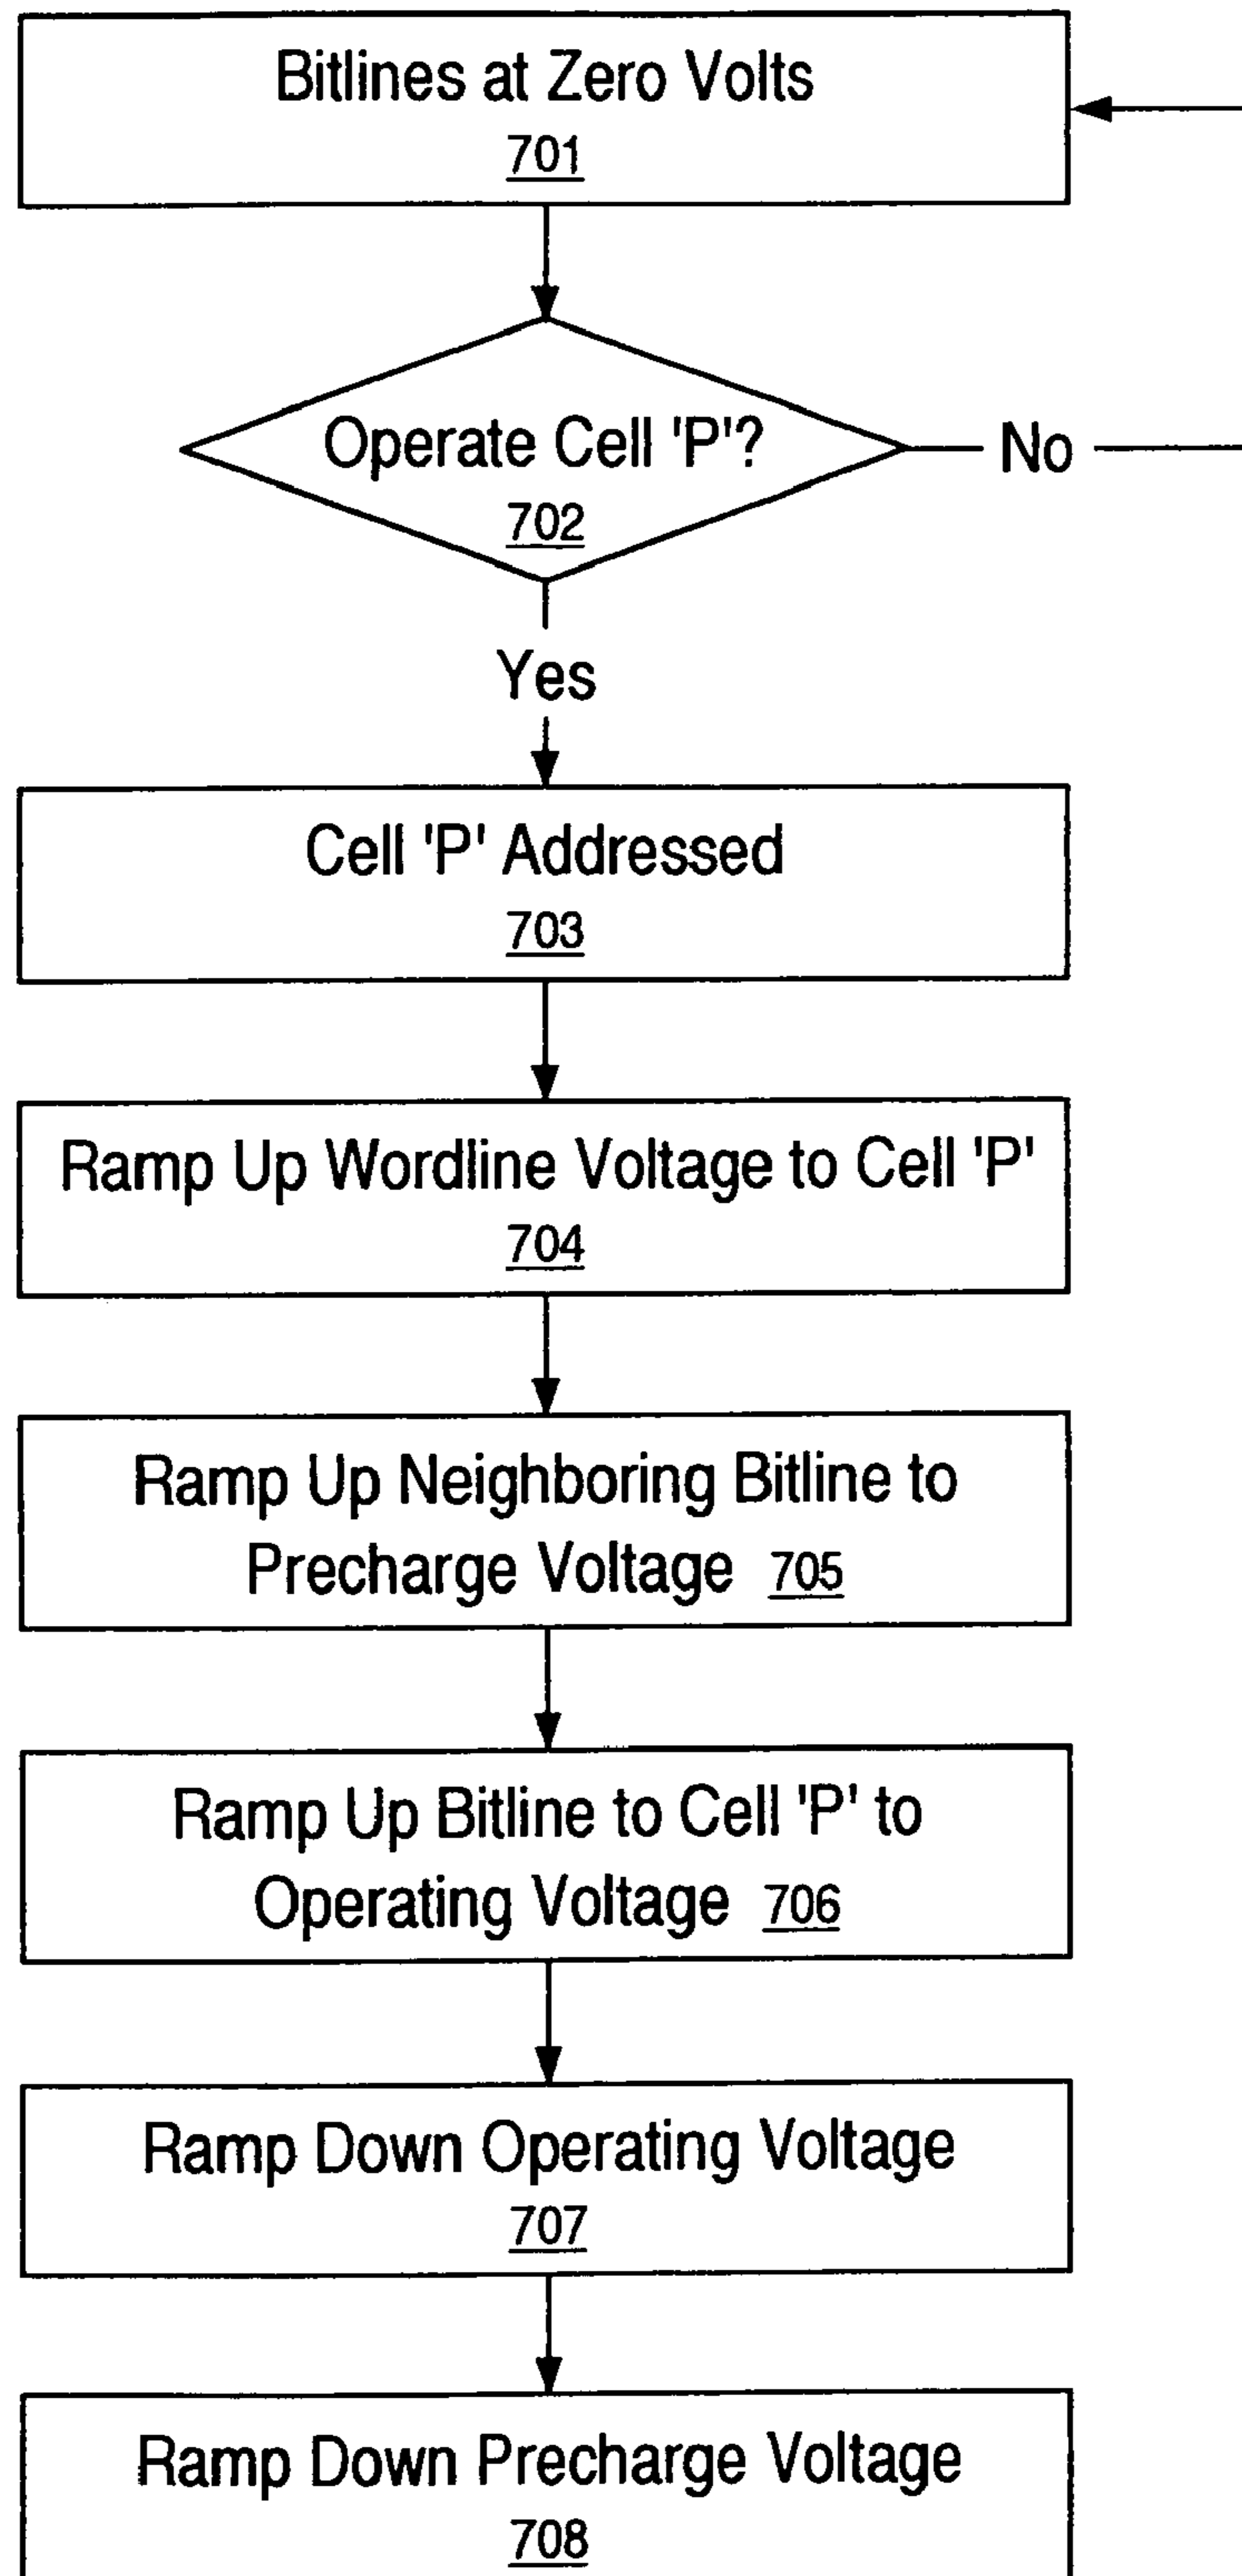 Bitlines at Zero Volts
701
Operate Cell 'P'?
702
No
Yes
Cell 'P' Addressed
703
Ramp Up Wordline Voltage to Cell 'P'
704
Ramp Up Neighboring Bitline to
Precharge Voltage 705
Ramp Up Bitline to Cell 'P' to
Operating Voltage 706
Ramp Down Operating Voltage
707
Ramp Down Precharge Voltage
708